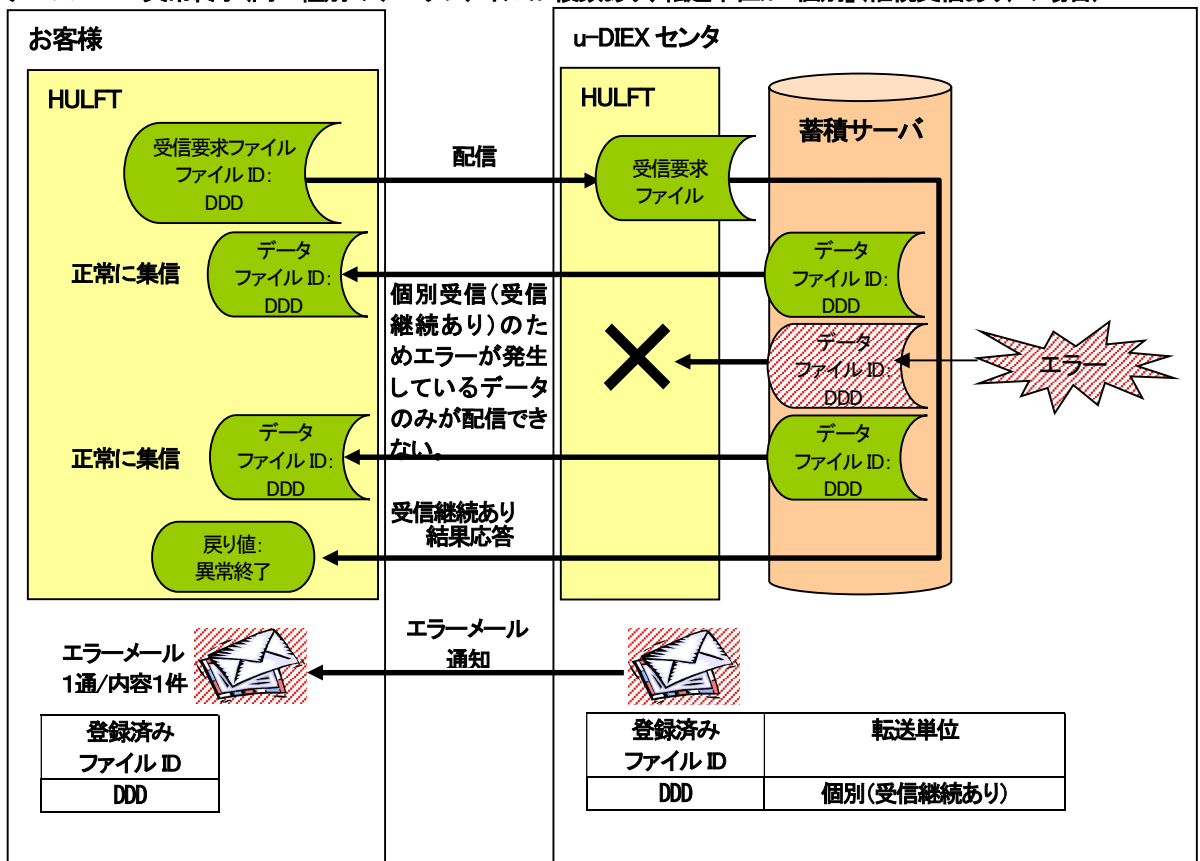 お客様
u-DIEX センタ
HULFT
HULFT
蓄積サーバ
受信要求ファイル
ファイル ID:
DDD
配信
受信要求
ファイル
正常に集信
データ
ファイル ID:
DDD
データ
ファイル ID:
DDD
個別受信(受信
継続あり)のた
めエラーが発生
しているデータ
のみが配信でき
ない。
データ
ファイル ID:
DDD
エラー
正常に集信
データ
ファイル ID:
DDD
データ
ファイル ID:
DDD
受信継続あり
結果応答
戻り値:
異常終了
エラーメール
1通/内容1件
エラーメール
通知
登録済み
ファイル ID
DDD
登録済み
ファイル ID
転送単位
DDD
個別(受信継続あり)